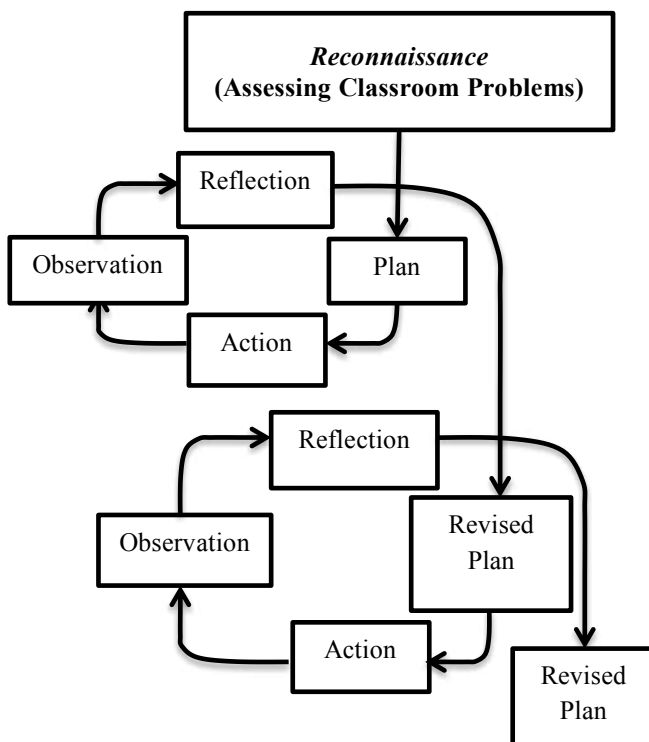 Reconnaissance
(Assessing Classroom Problems)
Reflection
Observation
Plan
Action
Reflection
Observation
Revised
Plan
Action
Revised
Plan